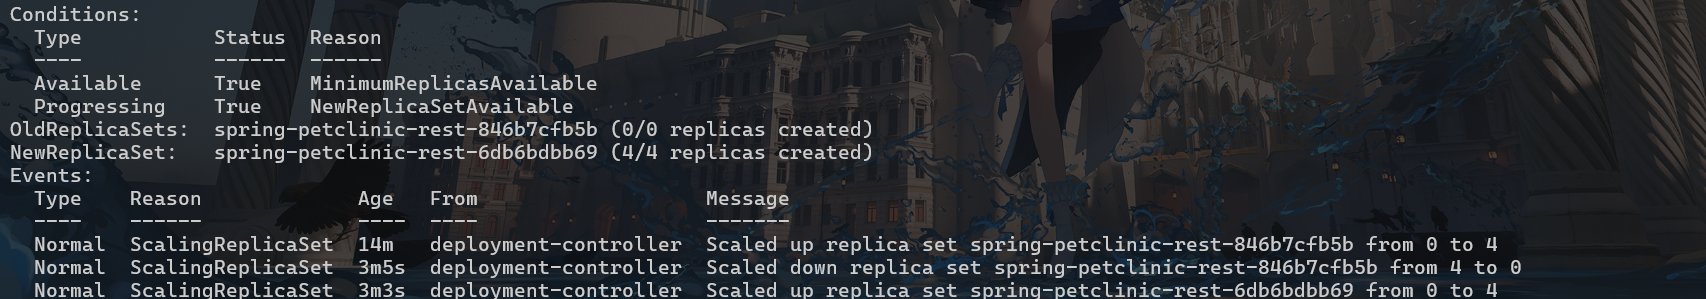 Conditions:
  Type           Status  Reason
  ----           ------  ------
  Available      True    MinimumReplicasAvailable
  Progressing    True    NewReplicaSetAvailable
OldReplicaSets:  spring-petclinic-rest-846b7cfb5b (0/0 replicas created)
NewReplicaSet:   spring-petclinic-rest-6db6bdbb69 (4/4 replicas created)
Events:
  Type    Reason             Age   From                   Message
  ----    ------             ----  ----                   -------
  Normal  ScalingReplicaSet  14m   deployment-controller  Scaled up replica set spring-petclinic-rest-846b7cfb5b from 0 to 4
  Normal  ScalingReplicaSet  3m5s  deployment-controller  Scaled down replica set spring-petclinic-rest-846b7cfb5b from 4 to 0
  Normal  ScalingReplicaSet  3m3s  deployment-controller  Scaled up replica set spring-petclinic-rest-6db6bdbb69 from 0 to 4